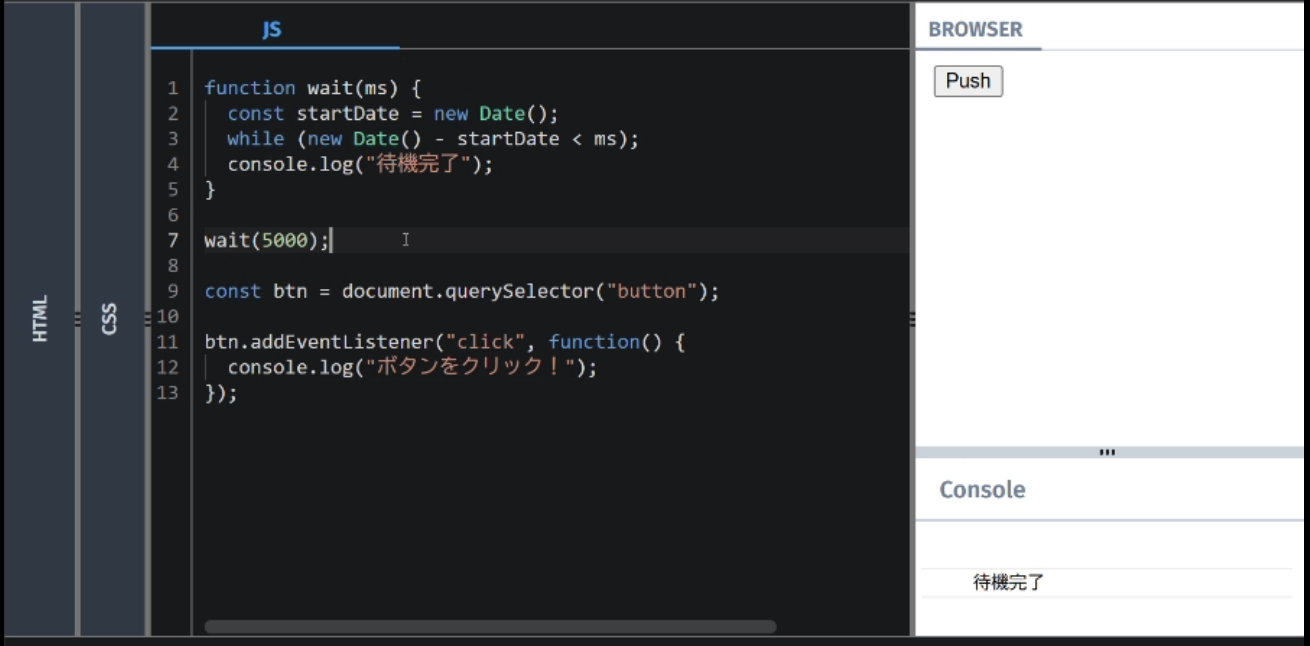 HTML
CSS
JS
1 function wait(ms) {
2 const startDate = new Date();
3 while (new Date() - startDate < ms);
4 console.log("待機完了");
5 }
6
7 wait(5000);
8
9 const btn = document.querySelector("button");
10
11 btn.addEventListener("click", function() {
12 console.log("ボタンをクリック！");
13 });
BROWSER
Push
Console
待機完了